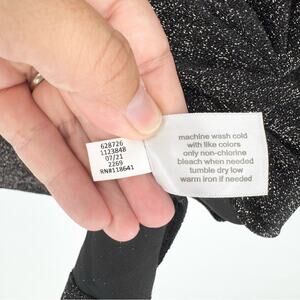 628726
1123848
07/21
2269
RN#118641
machine wash cold
with like colors
only non-chlorine
bleach when needed
tumble dry low
warm iron if needed